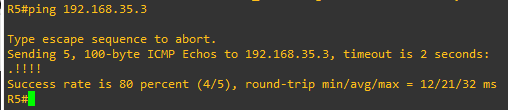 R5#ping 192.168.35.3
Type escape sequence to abort.
Sending 5, 100-byte ICMP Echos to 192.168.35.3, timeout is 2 seconds:
.!!!!
Success rate is 80 percent (4/5), round-trip min/avg/max = 12/21/32 ms
R5#